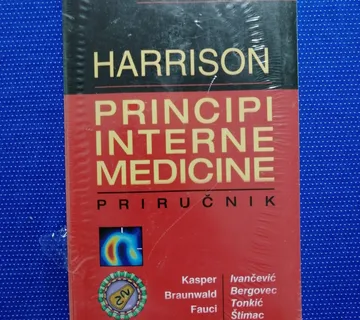 HARRISON
PRINCIPI
INTERNE
MEDICINE
PRIRUČNIK
Kasper
Braunwald
Fauci
Ivančević
Bergovec
Tonkić
Štimac